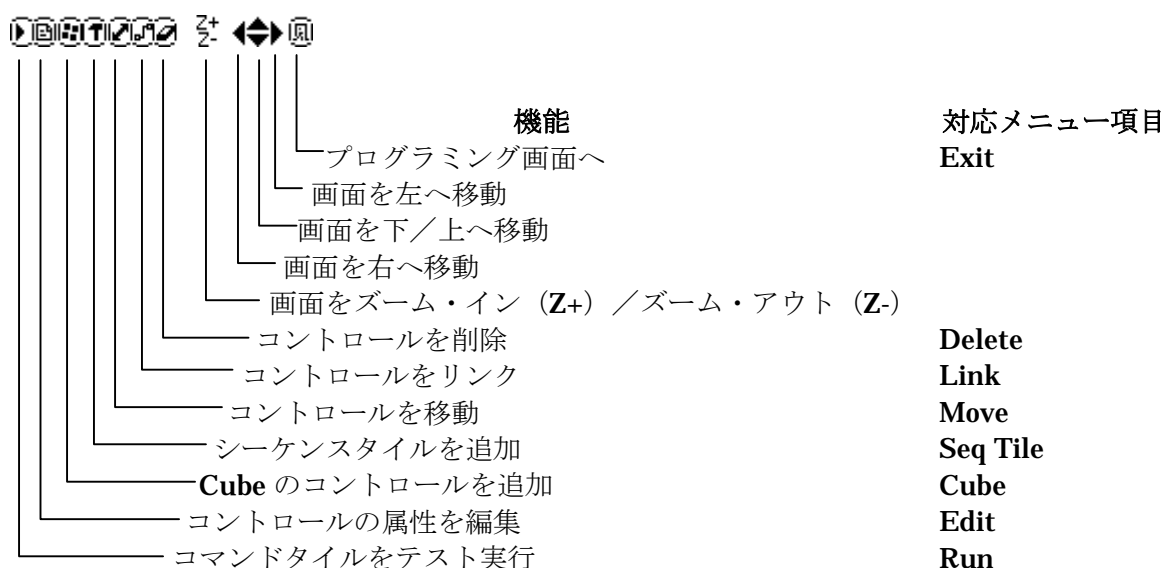 Z+
Z-
機能 対応メニュー項目
プログラミング画面へ Exit
画面を左へ移動
画面を下／上へ移動
画面を右へ移動
画面をズーム・イン（Z+）／ズーム・アウト（Z-）
コントロールを削除 Delete
コントロールをリンク Link
コントロールを移動 Move
シーケンスタイルを追加 Seq Tile
Cube のコントロールを追加 Cube
コントロールの属性を編集 Edit
コマンドタイルをテスト実行 Run